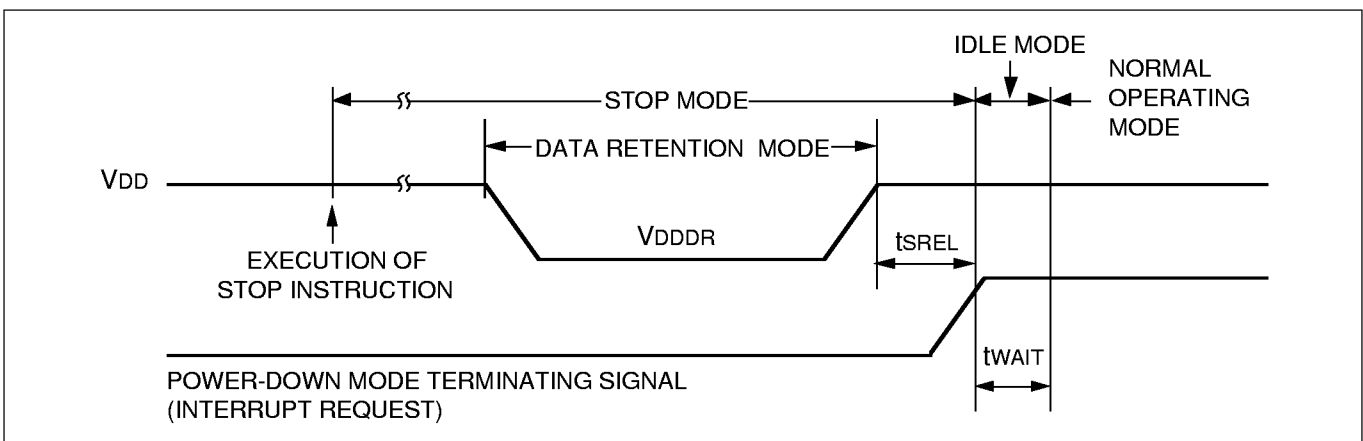 IDLE MODE
NORMAL
OPERATING
MODE
STOP MODE
DATA RETENTION MODE
VDD
VDDDR
tSREL
EXECUTION OF
STOP INSTRUCTION
tWAIT
POWER-DOWN MODE TERMINATING SIGNAL
(INTERRUPT REQUEST)